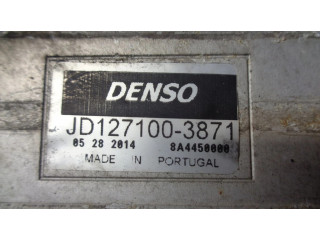 DENSO
JD127100-3871
05 28 2014 8A4450000
MADE IN PORTUGAL